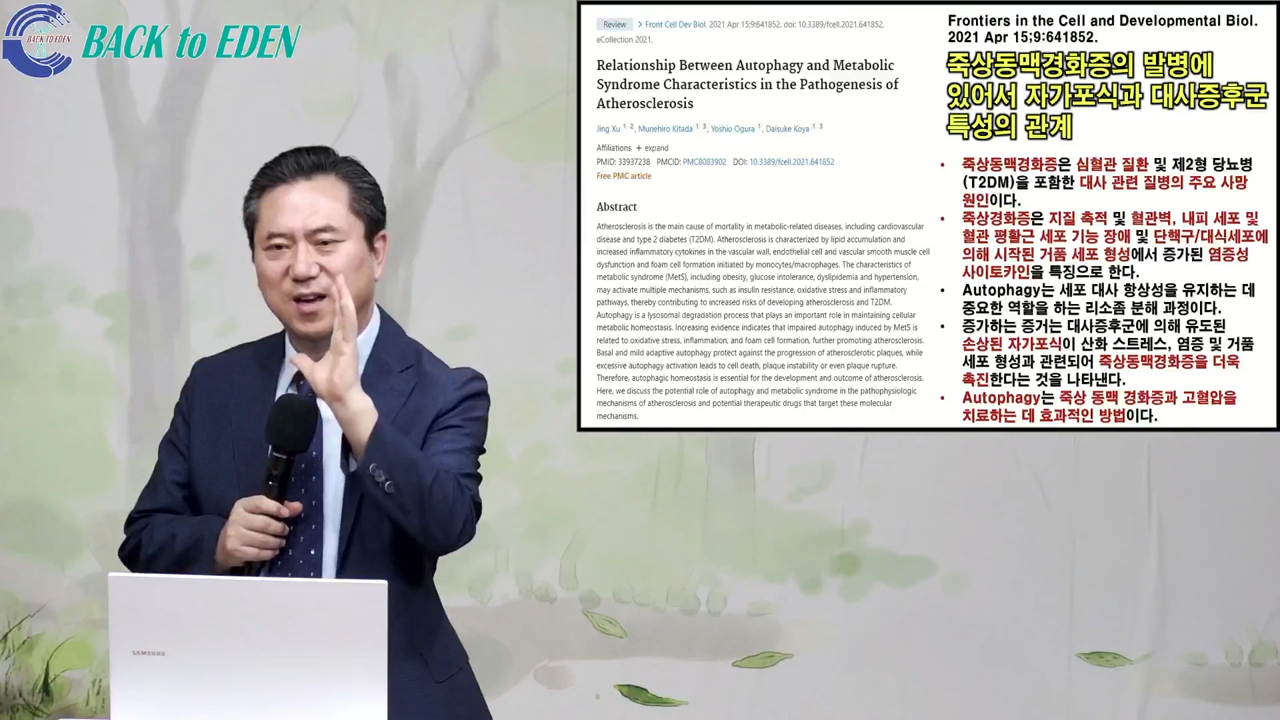 BACK TO EDEN
BACK to EDEN
Review > Front Cell Dev Biol. 2021 Apr 15;9:641852. doi: 10.3389/fcell.2021.641852.
eCollection 2021.
Relationship Between Autophagy and Metabolic
Syndrome Characteristics in the Pathogenesis of
Atherosclerosis
Jing Xu 1 2, Munehiro Kitada 1 3, Yoshio Ogura 1, Daisuke Koya 1 3
Affiliations + expand
PMID: 33937238 PMCID: PMC8083902 DOI: 10.3389/fcell.2021.641852
Free PMC article
Abstract
Atherosclerosis is the main cause of mortality in metabolic-related diseases, including cardiovascular
disease and type 2 diabetes (T2DM). Atherosclerosis is characterized by lipid accumulation and
increased inflammatory cytokines in the vascular wall, endothelial cell and vascular smooth muscle cell
dysfunction and foam cell formation initiated by monocytes/macrophages. The characteristics of
metabolic syndrome (MetS), including obesity, glucose intolerance, dyslipidemia and hypertension,
may activate multiple mechanisms, such as insulin resistance, oxidative stress and inflammatory
pathways, thereby contributing to increased risks of developing atherosclerosis and T2DM.
Autophagy is a lysosomal degradation process that plays an important role in maintaining cellular
metabolic homeostasis. Increasing evidence indicates that impaired autophagy induced by MetS is
related to oxidative stress, inflammation, and foam cell formation, further promoting atherosclerosis.
Basal and mild adaptive autophagy protect against the progression of atherosclerotic plaques, while
excessive autophagy activation leads to cell death, plaque instability or even plaque rupture.
Therefore, autophagic homeostasis is essential for the development and outcome of atherosclerosis.
Here, we discuss the potential role of autophagy and metabolic syndrome in the pathophysiologic
mechanisms of atherosclerosis and potential therapeutic drugs that target these molecular
mechanisms.
Frontiers in the Cell and Developmental Biol.
2021 Apr 15;9:641852.
죽상동맥경화증의 발병에
있어서 자가포식과 대사증후군
특성의 관계
• 죽상동맥경화증은 심혈관 질환 및 제2형 당뇨병
(T2DM)을 포함한 대사 관련 질병의 주요 사망
원인이다.
• 죽상경화증은 지질 축적 및 혈관벽, 내피 세포 및
혈관 평활근 세포 기능 장애 및 단핵구/대식세포에
의해 시작된 거품 세포 형성에서 증가된 염증성
사이토카인을 특징으로 한다.
• Autophagy는 세포 대사 항상성을 유지하는 데
중요한 역할을 하는 리소좀 분해 과정이다.
• 증가하는 증거는 대사증후군에 의해 유도된
손상된 자가포식이 산화 스트레스, 염증 및 거품
세포 형성과 관련되어 죽상동맥경화증을 더욱
촉진한다는 것을 나타낸다.
• Autophagy는 죽상 동맥 경화증과 고혈압을
치료하는 데 효과적인 방법이다.
SAMSUNG